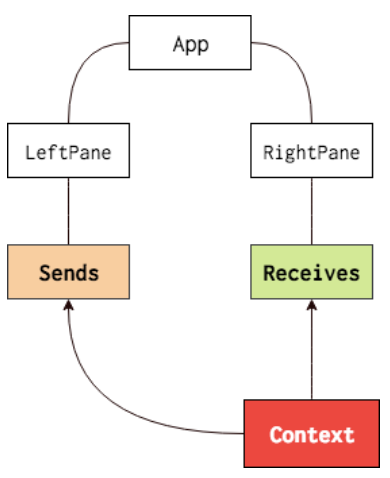 App
LeftPane
RightPane
Sends
Receives
Context